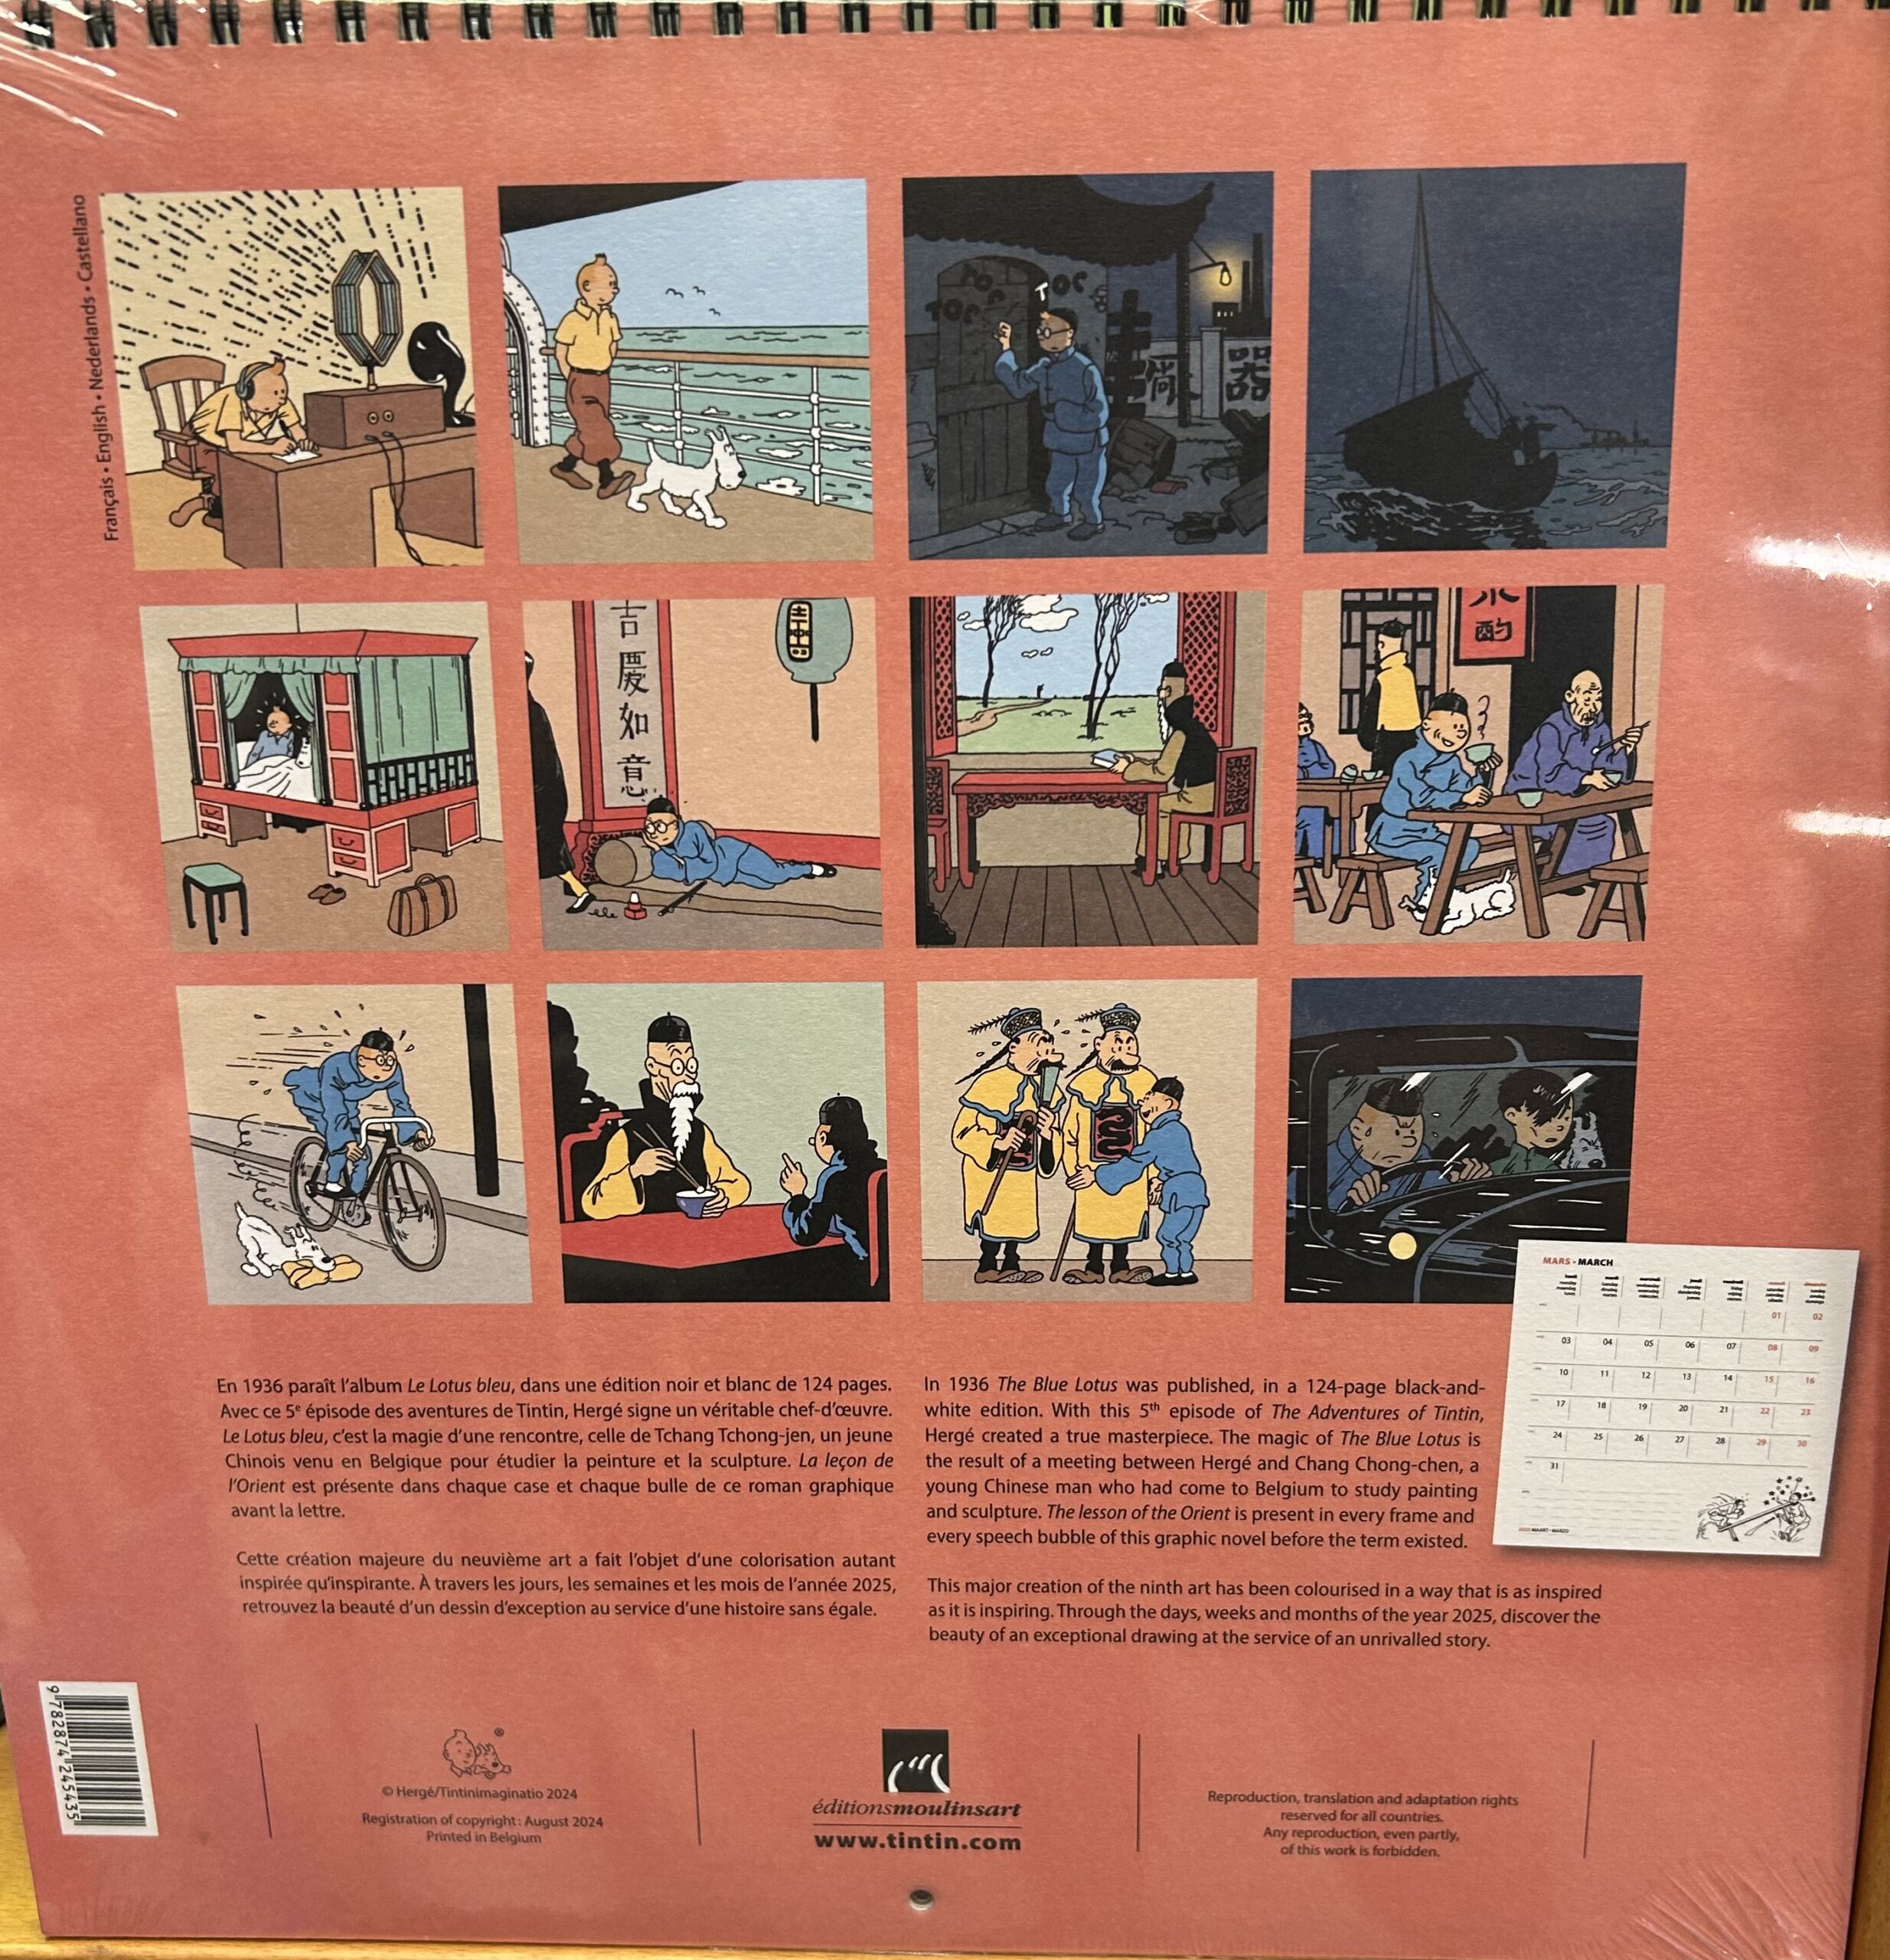 Français • English • Nederlands • Castellano
TOC
TOC
TOC
器
吉
慶
如
意
酌
MARS • MARCH
01 02
03 04 05 06 07 08 09
10 11 12 13 14 15 16
17 18 19 20 21 22 23
24 25 26 27 28 29 30
31
2025 MAART • MARZO
En 1936 paraît l’album Le Lotus bleu, dans une édition noir et blanc de 124 pages.
Avec ce 5e épisode des aventures de Tintin, Hergé signe un véritable chef-d’œuvre.
Le Lotus bleu, c’est la magie d’une rencontre, celle de Tchang Tchong-jen, un jeune
Chinois venu en Belgique pour étudier la peinture et la sculpture. La leçon de
l’Orient est présente dans chaque case et chaque bulle de ce roman graphique
avant la lettre.
Cette création majeure du neuvième art a fait l’objet d’une colorisation autant
inspirée qu’inspirante. À travers les jours, les semaines et les mois de l’année 2025,
retrouvez la beauté d’un dessin d’exception au service d’une histoire sans égale.
In 1936 The Blue Lotus was published, in a 124-page black-and-
white edition. With this 5th episode of The Adventures of Tintin,
Hergé created a true masterpiece. The magic of The Blue Lotus is
the result of a meeting between Hergé and Chang Chong-chen, a
young Chinese man who had come to Belgium to study painting
and sculpture. The lesson of the Orient is present in every frame and
every speech bubble of this graphic novel before the term existed.
This major creation of the ninth art has been colourised in a way that is as inspired
as it is inspiring. Through the days, weeks and months of the year 2025, discover the
beauty of an exceptional drawing at the service of an unrivalled story.
9 782874 245435
®
© Hergé/Tintinimaginatio 2024
Registration of copyright: August 2024
Printed in Belgium
éditionsmoulinsart
www.tintin.com
Reproduction, translation and adaptation rights
reserved for all countries.
Any reproduction, even partly,
of this work is forbidden.